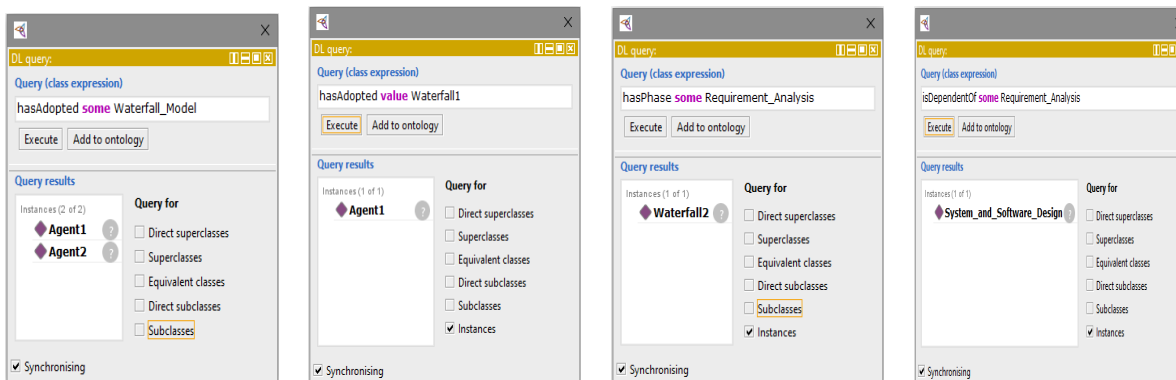 X
DL query:
Query (class expression)
hasAdopted some Waterfall_Model
Execute Add to ontology
Query results
Instances (2 of 2)
Agent1 ?
Agent2 ?
Query for
Direct superclasses
Superclasses
Equivalent classes
Direct subclasses
Subclasses
Synchronising
X
DL query:
Query (class expression)
hasAdopted value Waterfall1
Execute Add to ontology
Query results
Instances (1 of 1)
Agent1 ?
Query for
Direct superclasses
Superclasses
Equivalent classes
Direct subclasses
Subclasses
Instances
Synchronising
X
DL query:
Query (class expression)
hasPhase some Requirement_Analysis
Execute Add to ontology
Query results
Instances (1 of 1)
Waterfall2 ?
Query for
Direct superclasses
Superclasses
Equivalent classes
Direct subclasses
Subclasses
Instances
Synchronising
DL query:
Query (class expression)
isDependentOf some Requirement_Analysis
Execute Add to ontology
Query results
Instances (1 of 1)
System_and_Software_Design ?
Query for
Direct superclasses
Superclasses
Equivalent classes
Direct subclasses
Subclasses
Instances
Synchronising